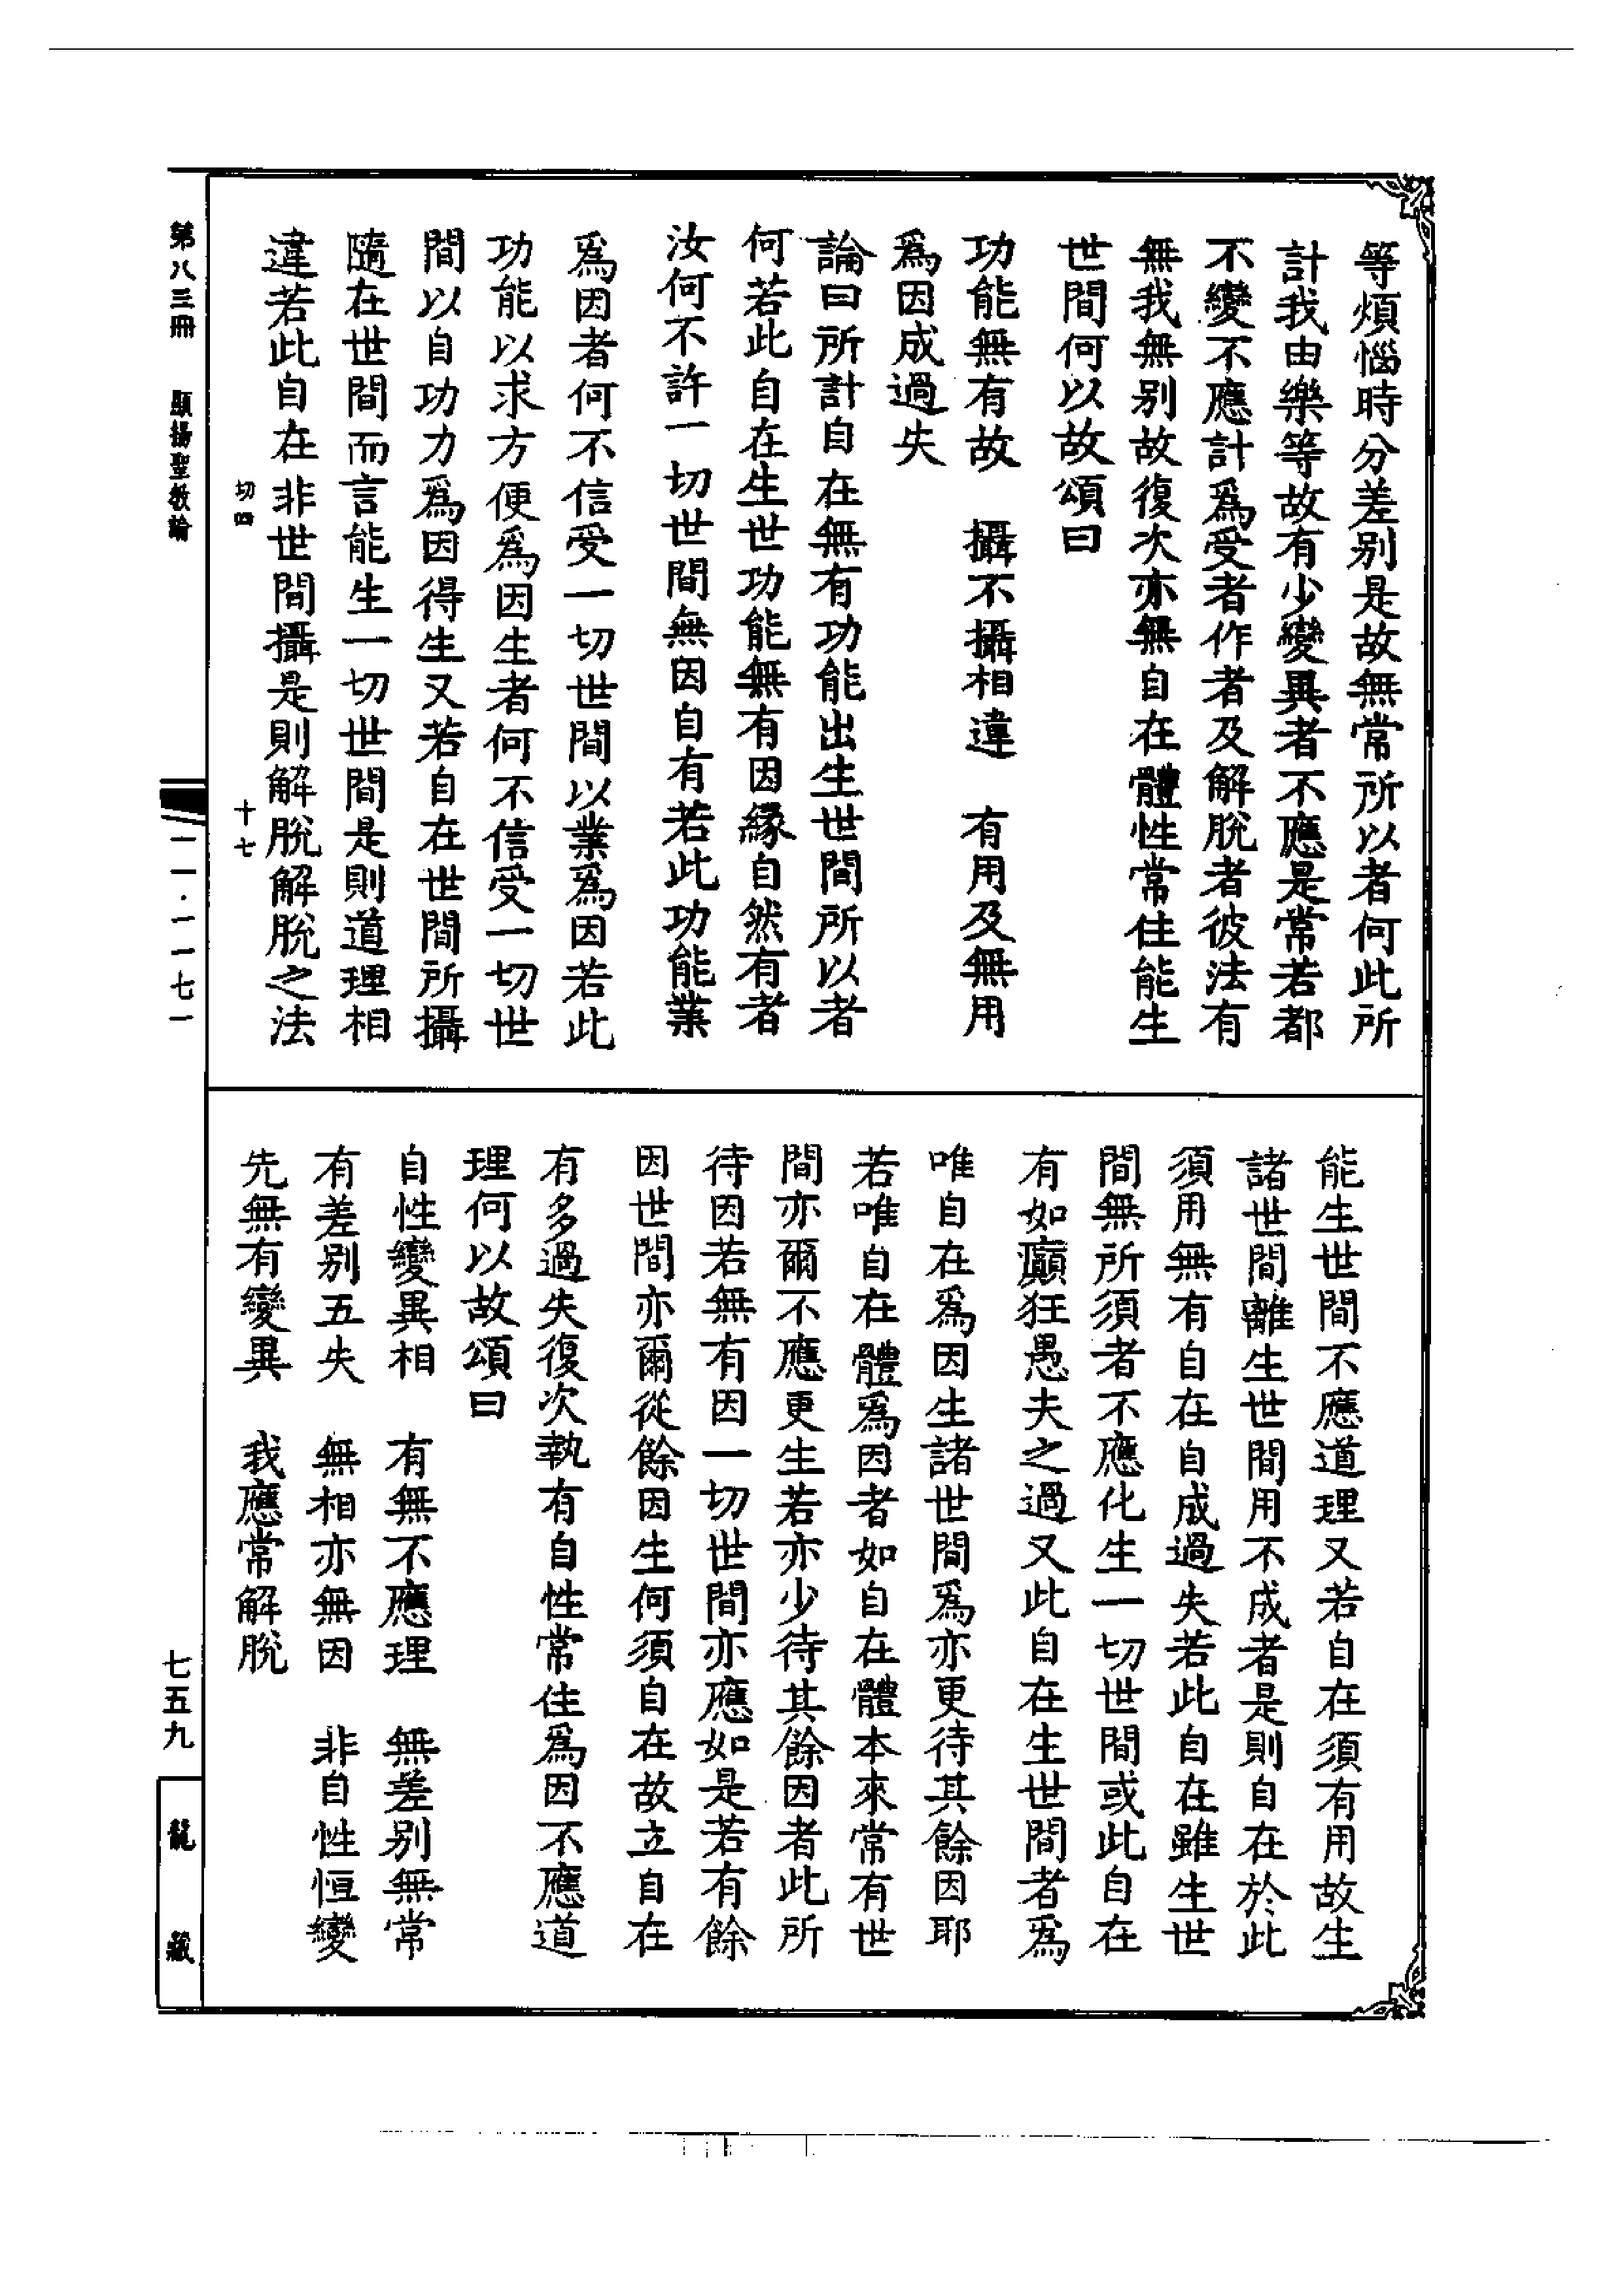 等煩惱時分差別是故無常所以者何此所
計我由樂等故有少變異者不應是常若都
不變不應計爲受者作者及解脫者彼法有
無我無別故復次亦無自在體性常住能生
世間何以故頌曰
功能無有故　攝不攝相違　有用及無用
爲因成過失
論曰所計自在無有功能出生世間所以者
何若此自在生世功能無有因緣自然有者
汝何不許一切世間無因自有若此功能業
爲因者何不信受一切世間以業爲因若此
功能以求方便爲因生者何不信受一切世
間以自功力爲因得生又若自在世間所攝
隨在世間而言能生一切世間是則道理相
違若此自在非世間攝是則解脫解脫之法
切四　十七
能生世間不應道理又若自在須有用故生
諸世間離生世間用不成者是則自在於此
須用無有自在自成過失若此自在雖生世
間無所須者不應化生一切世間或此自在
有如癲狂愚夫之過又此自在生世間者爲
唯自在爲因生諸世間爲亦更待其餘因耶
若唯自在體爲因者如自在體本來常有世
間亦爾不應更生若亦少待其餘因者此所
待因若無有因一切世間亦應如是若有餘
因世間亦爾從餘因生何須自在故立自在
有多過失復次執有自性常住爲因不應道
理何以故頌曰
自性變異相　有無不應理　無差別無常
有差別五失　無相亦無因　非自性恒變
先無有變異　我應常解脫
第八三冊　顯揚聖教論
一一·一一七一
七五九
龍藏